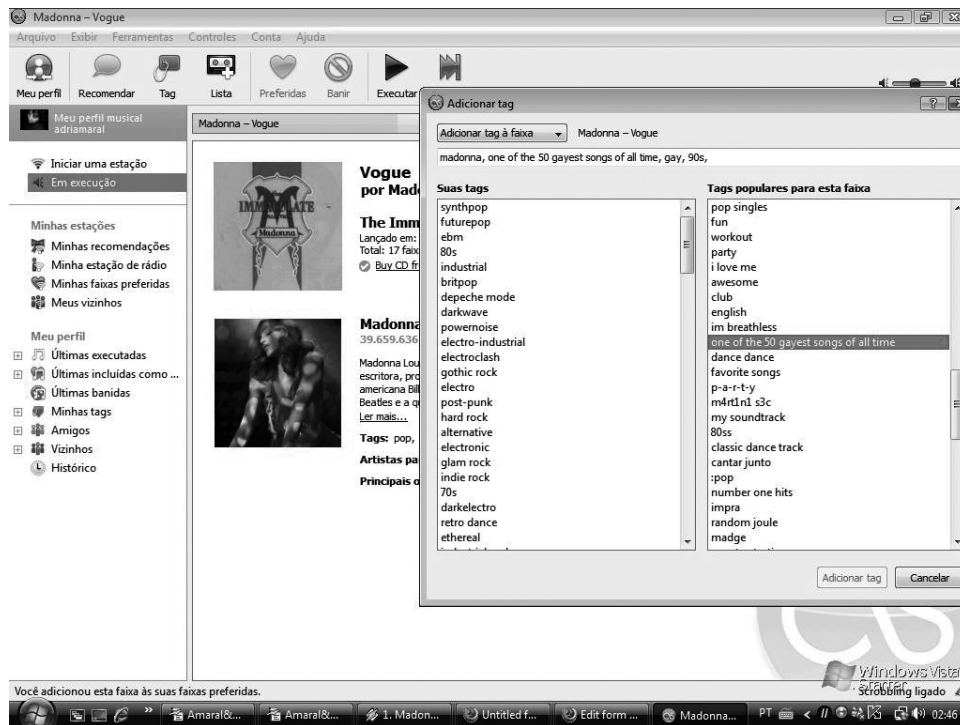 Madonna – Vogue
Arquivo Exibir Ferramentas Controles Conta Ajuda
Meu perfil Recomendar Tag Lista Preferidas Banir Executar
Meu perfil musical
adriamaral
Iniciar uma estação
Em execução
Minhas estações
Minhas recomendações
Minha estação de rádio
Minhas faixas preferidas
Meus vizinhos
Meu perfil
Últimas executadas
Últimas incluídas como ...
Últimas banidas
Minhas tags
Amigos
Vizinhos
Histórico
Madonna – Vogue
IMMACULATE
Madonna
Vogue
por Mado
The Imm
Lançado em:
Total: 17 faix
Buy CD fr
Madonna
39.659.636
Madonna Lou
escritora, pro
americana Bil
Beatles e a q
Ler mais...
Tags: pop,
Artistas pa
Principais o
Adicionar tag
Adicionar tag à faixa Madonna – Vogue
madonna, one of the 50 gayest songs of all time, gay, 90s,
Suas tags
synthpop
futurepop
ebm
80s
industrial
britpop
depeche mode
darkwave
powernoise
electro-industrial
electroclash
gothic rock
electro
post-punk
hard rock
alternative
electronic
glam rock
indie rock
70s
darkelectro
retro dance
ethereal
Tags populares para esta faixa
pop singles
fun
workout
party
i love me
awesome
club
english
im breathless
one of the 50 gayest songs of all time
dance dance
favorite songs
p-a-r-t-y
m4rt1n1 s3c
my soundtrack
80ss
classic dance track
cantar junto
:pop
number one hits
impra
random joule
madge
Adicionar tag Cancelar
Windows Vista
Starter
Você adicionou esta faixa às suas faixas preferidas.
Scrobbling ligado
Amaral&... Amaral&... 1. Madon... Untitled f... Edit form ... Madonna... PT 02:46